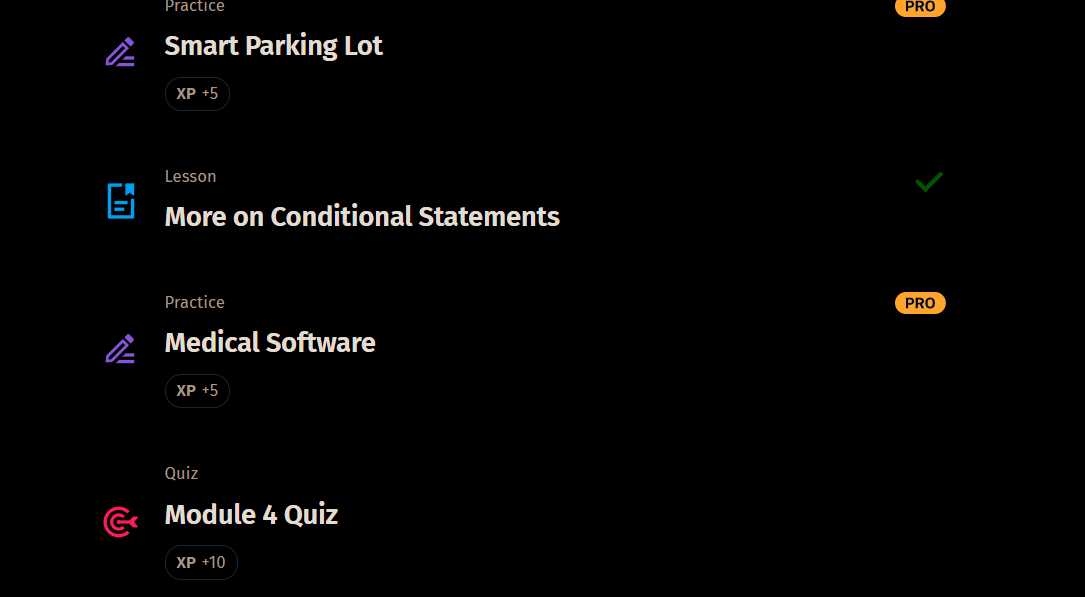 Practice
PRO
Smart Parking Lot
XP +5
Lesson
More on Conditional Statements
Practice
PRO
Medical Software
XP +5
Quiz
Module 4 Quiz
XP +10